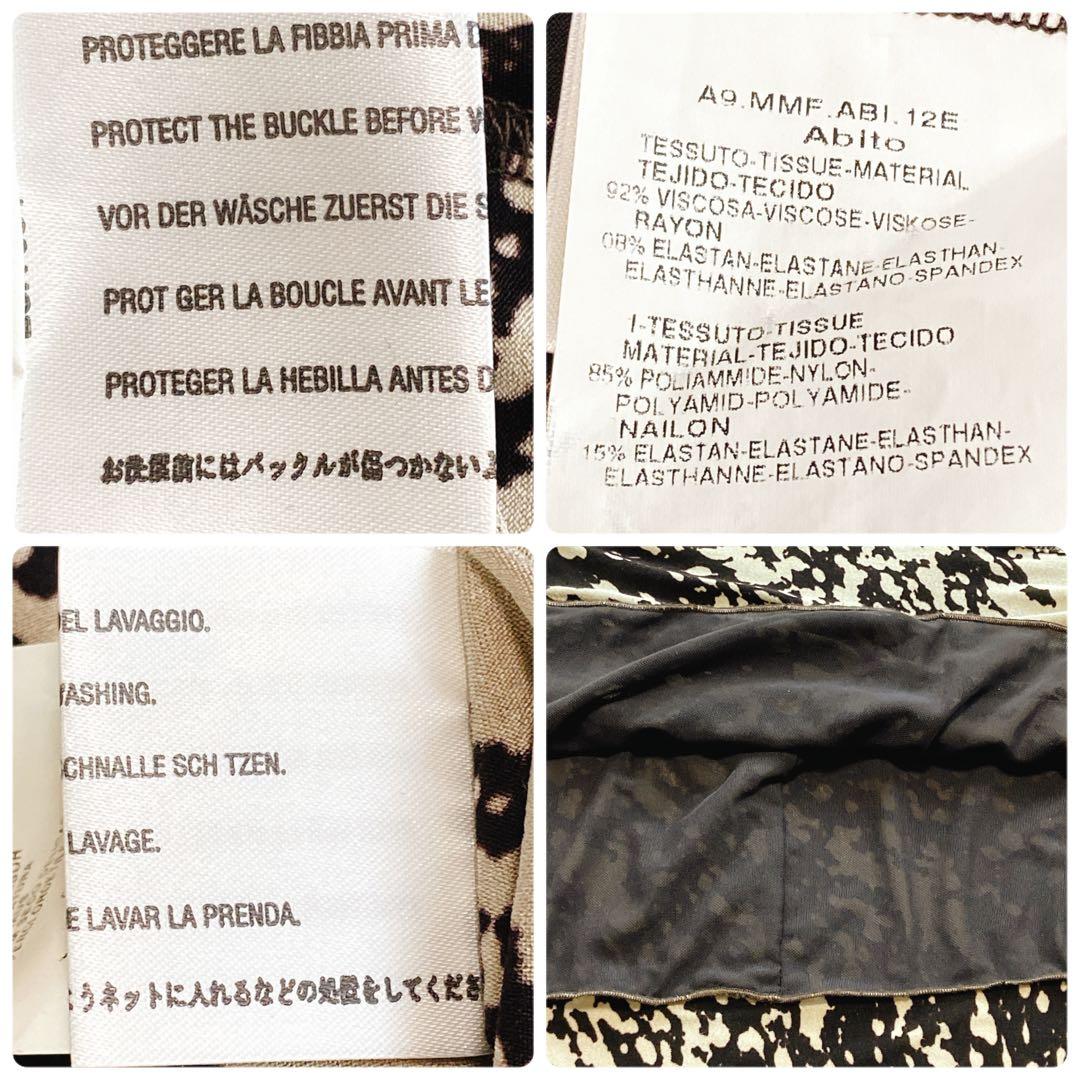 PROTEGGERE LA FIBBIA PRIMA D
PROTECT THE BUCKLE BEFORE W
VOR DER WÄSCHE ZUERST DIE S
PROT GER LA BOUCLE AVANT LE
PROTEGER LA HEBILLA ANTES D
お洗濯前にはバックルが傷つかない
A9.MMF.ABI.12E
Abito
TESSUTO-TISSUE-MATERIAL
TEJIDO-TECIDO
92% VISCOSA-VISCOSE-VISKOSE-
RAYON
08% ELASTAN-ELASTANE-ELASTHAN-
ELASTHANNE-ELASTANO-SPANDEX
1-TESSUTO-TISSUE
MATERIAL-TEJIDO-TECIDO
85% POLIAMMIDE-NYLON-
POLYAMID-POLYAMIDE-
NAILON
15% ELASTAN-ELASTANE-ELASTHAN-
ELASTHANNE-ELASTANO-SPANDEX
EL LAVAGGIO.
ASHING.
CHNALLE SCH TZEN.
LAVAGE.
E LAVAR LA PRENDA.
うネットに入れるなどの処置をしてくださ